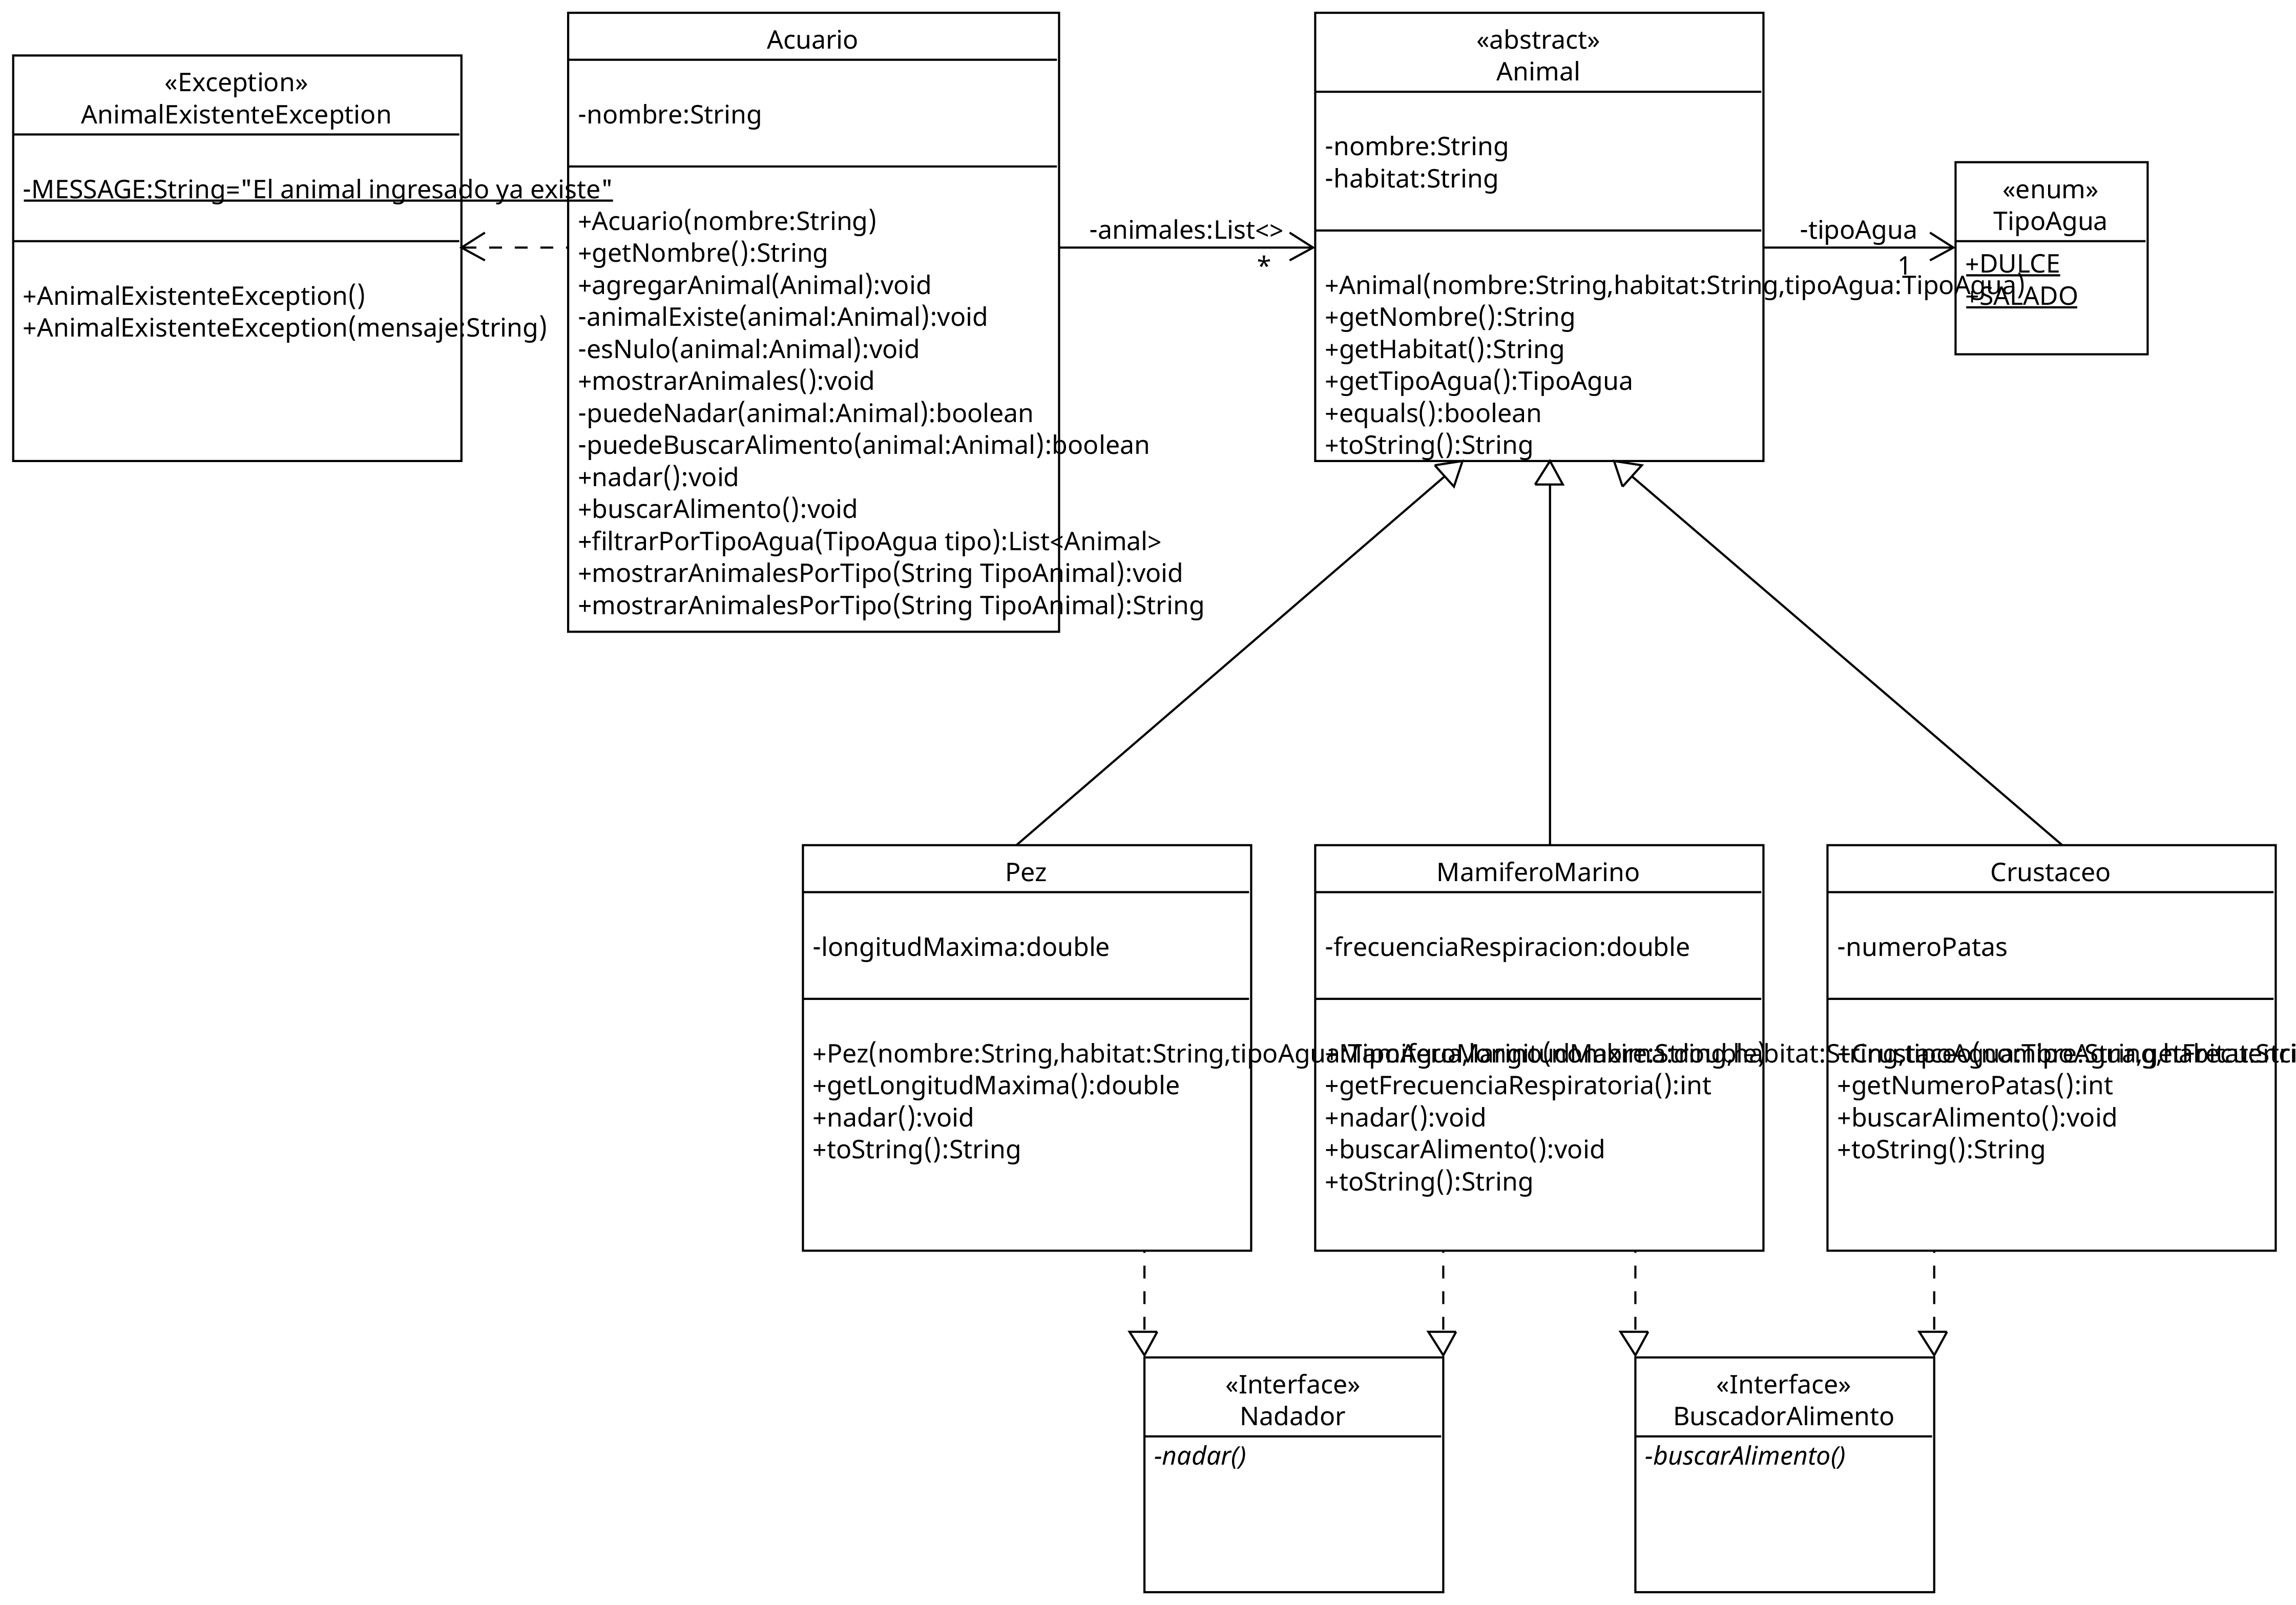 «Exception»
AnimalExistenteException
-MESSAGE:String="El animal ingresado ya existe"
+AnimalExistenteException()
+AnimalExistenteException(mensaje:String)
Acuario
-nombre:String
+Acuario(nombre:String)
+getNombre():String
+agregarAnimal(Animal):void
-animalExiste(animal:Animal):void
-esNulo(animal:Animal):void
+mostrarAnimales():void
-puedeNadar(animal:Animal):boolean
-puedeBuscarAlimento(animal:Animal):boolean
+nadar():void
+buscarAlimento():void
+filtrarPorTipoAgua(TipoAgua tipo):List<Animal>
+mostrarAnimalesPorTipo(String TipoAnimal):void
+mostrarAnimalesPorTipo(String TipoAnimal):String
-animales:List<>
*
«abstract»
Animal
-nombre:String
-habitat:String
+Animal(nombre:String,habitat:String,tipoAgua:TipoAgua)
+getNombre():String
+getHabitat():String
+getTipoAgua():TipoAgua
+equals():boolean
+toString():String
-tipoAgua
1
«enum»
TipoAgua
+DULCE
+SALADO
Pez
-longitudMaxima:double
+Pez(nombre:String,habitat:String,tipoAgua:TipoAgua,longitudMaxima:double)
+getLongitudMaxima():double
+nadar():void
+toString():String
MamiferoMarino
-frecuenciaRespiracion:double
+MamiferoMarino(nombre:String,habitat:String,tipoAgua:TipoAgua,
+getFrecuenciaRespiratoria():int
+nadar():void
+buscarAlimento():void
+toString():String
Crustaceo
-numeroPatas
+Crustaceo(nombre:String,habitat:
+getNumeroPatas():int
+buscarAlimento():void
+toString():String
«Interface»
Nadador
-nadar()
«Interface»
BuscadorAlimento
-buscarAlimento()